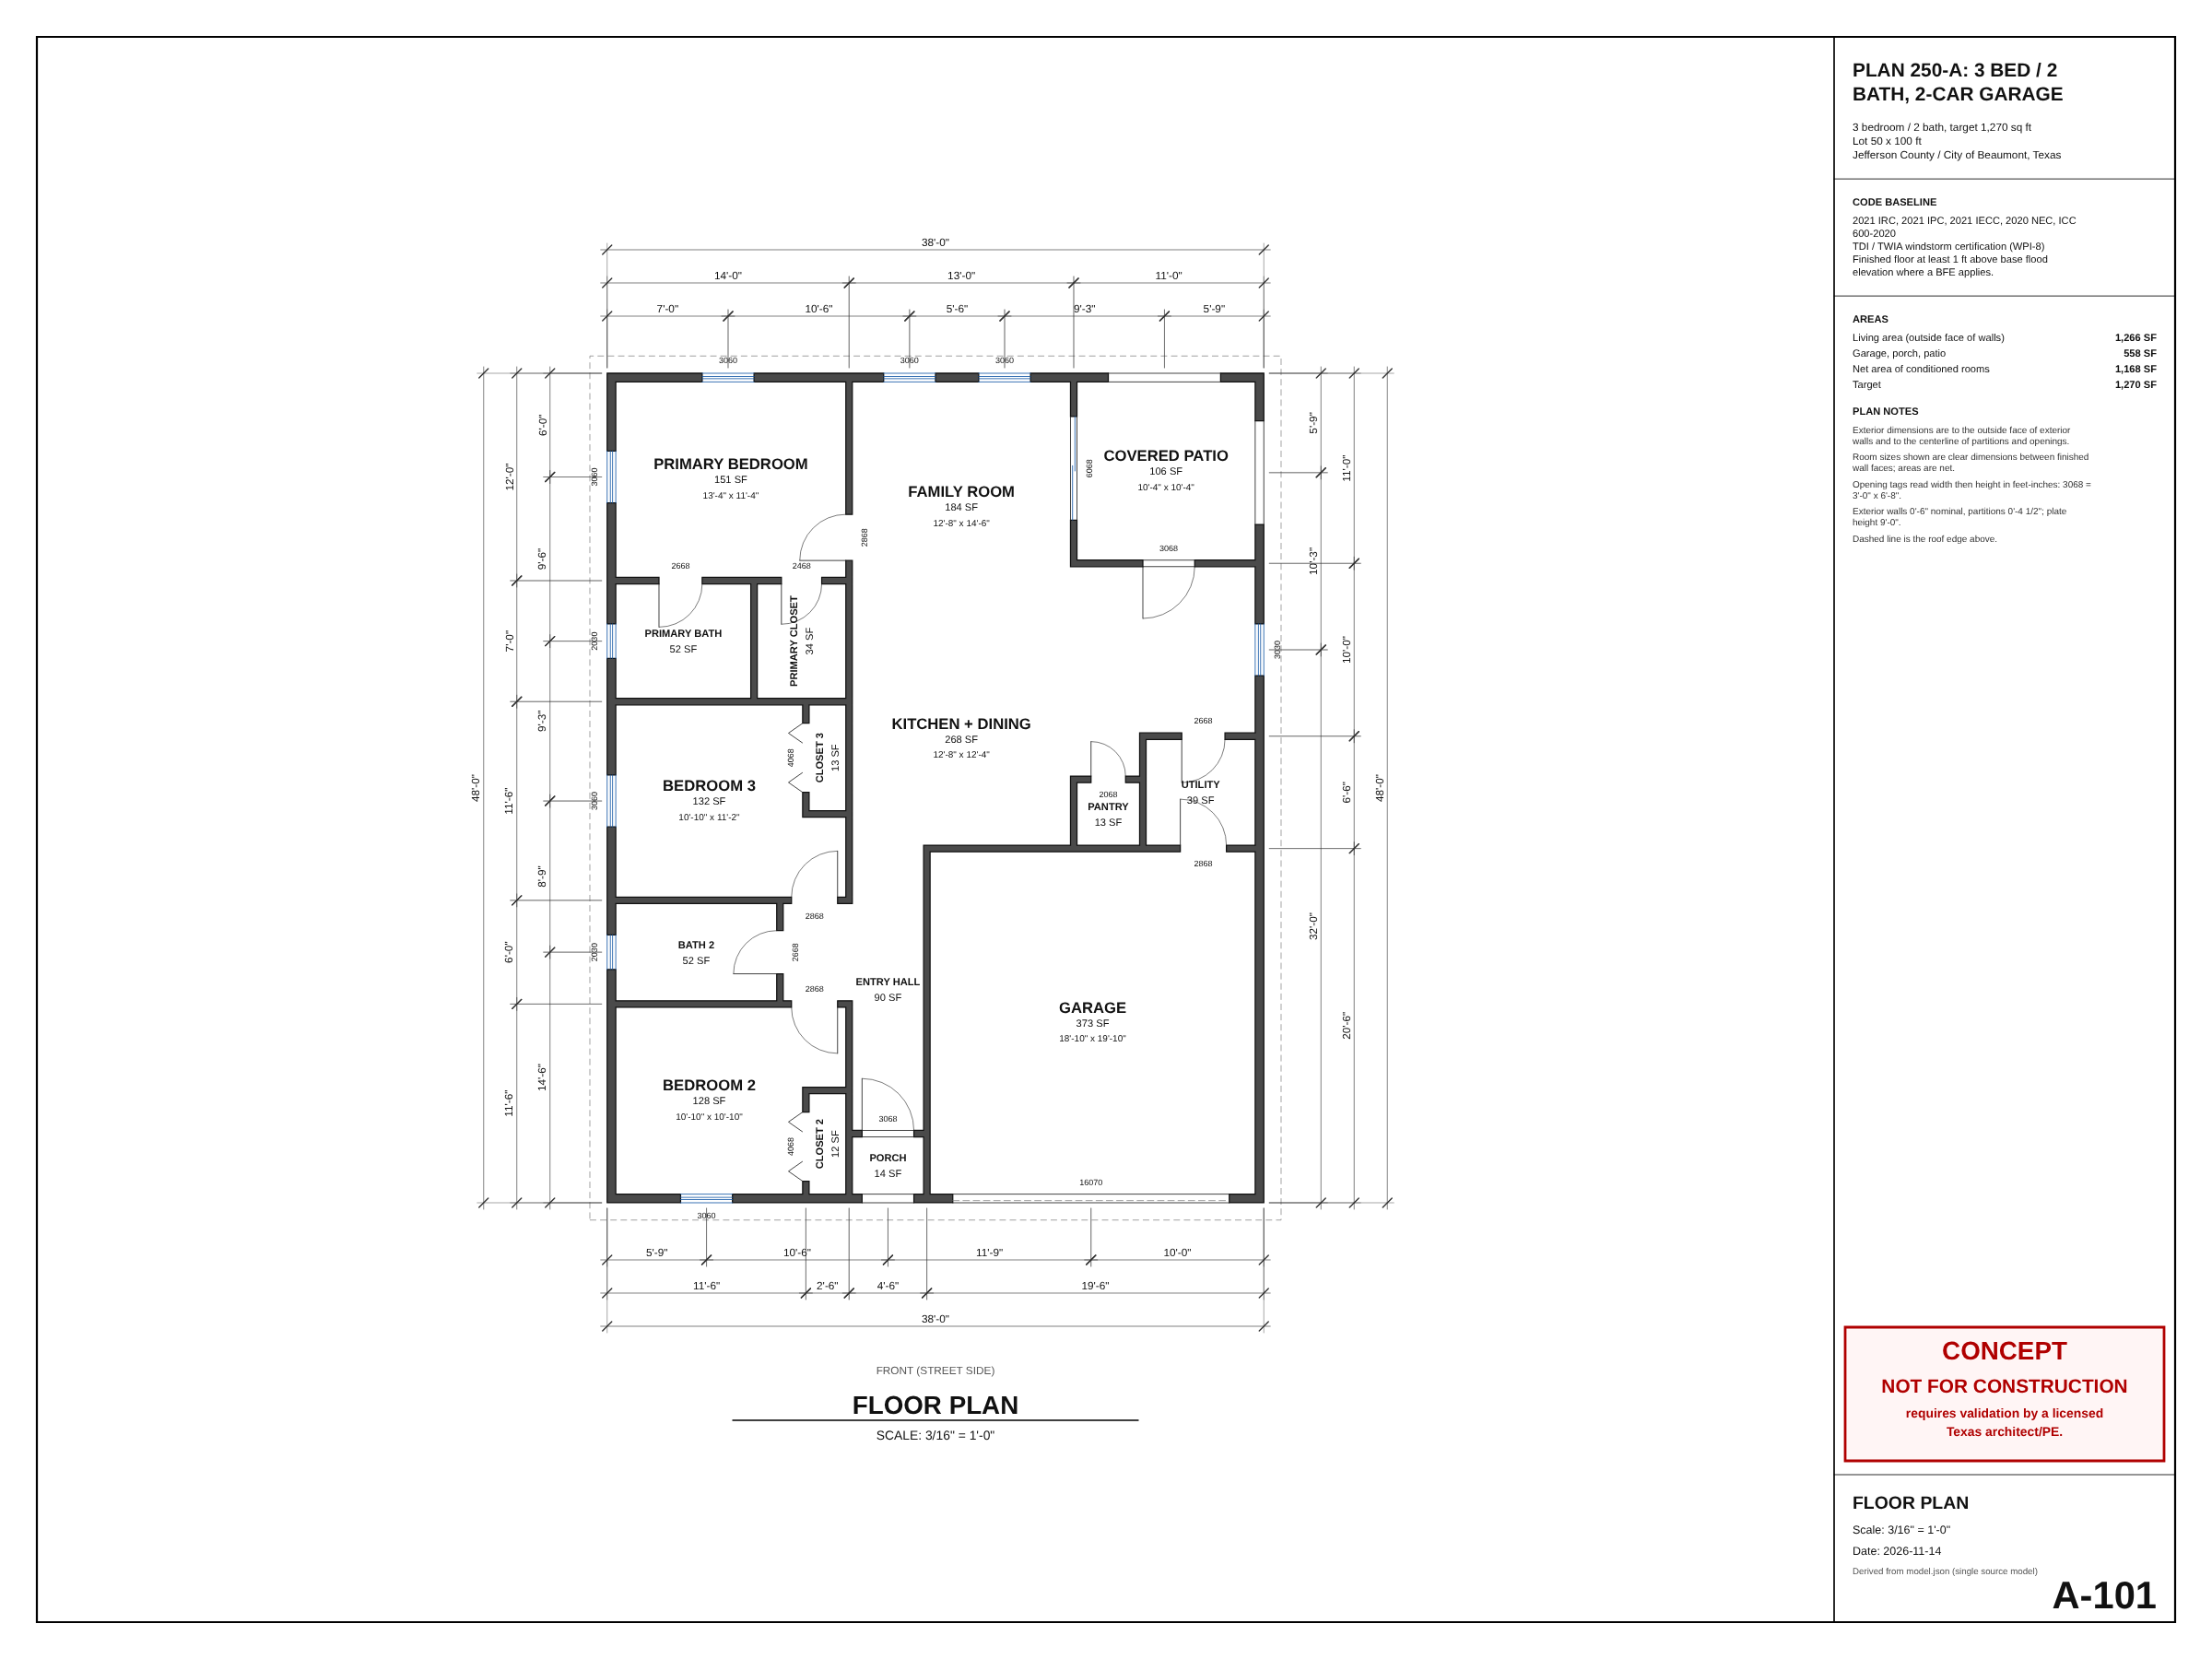 38'-0"
14'-0"
13'-0"
11'-0"
7'-0"
10'-6"
5'-6"
9'-3"
5'-9"
3060
3060
3060
48'-0"
12'-0"
7'-0"
11'-6"
6'-0"
11'-6"
6'-0"
9'-6"
9'-3"
8'-9"
14'-6"
3060
2030
3060
2030
PRIMARY BEDROOM
151 SF
13'-4" x 11'-4"
2868
2668
2468
FAMILY ROOM
184 SF
12'-8" x 14'-6"
6068
COVERED PATIO
106 SF
10'-4" x 10'-4"
3068
PRIMARY BATH
52 SF
PRIMARY CLOSET
34 SF
3030
KITCHEN + DINING
268 SF
12'-8" x 12'-4"
2668
BEDROOM 3
132 SF
10'-10" x 11'-2"
4068
CLOSET 3
13 SF
2068
PANTRY
13 SF
UTILITY
39 SF
2868
2868
BATH 2
52 SF
2668
2868
ENTRY HALL
90 SF
GARAGE
373 SF
18'-10" x 19'-10"
BEDROOM 2
128 SF
10'-10" x 10'-10"
4068
CLOSET 2
12 SF
3068
PORCH
14 SF
16070
3060
5'-9"
10'-3"
32'-0"
11'-0"
10'-0"
6'-6"
20'-6"
48'-0"
5'-9"
10'-6"
11'-9"
10'-0"
11'-6"
2'-6"
4'-6"
19'-6"
38'-0"
FRONT (STREET SIDE)
FLOOR PLAN
SCALE: 3/16" = 1'-0"
PLAN 250-A: 3 BED / 2
BATH, 2-CAR GARAGE
3 bedroom / 2 bath, target 1,270 sq ft
Lot 50 x 100 ft
Jefferson County / City of Beaumont, Texas
CODE BASELINE
2021 IRC, 2021 IPC, 2021 IECC, 2020 NEC, ICC
600-2020
TDI / TWIA windstorm certification (WPI-8)
Finished floor at least 1 ft above base flood
elevation where a BFE applies.
AREAS
Living area (outside face of walls) 1,266 SF
Garage, porch, patio 558 SF
Net area of conditioned rooms 1,168 SF
Target 1,270 SF
PLAN NOTES
Exterior dimensions are to the outside face of exterior
walls and to the centerline of partitions and openings.
Room sizes shown are clear dimensions between finished
wall faces; areas are net.
Opening tags read width then height in feet-inches: 3068 =
3'-0" x 6'-8".
Exterior walls 0'-6" nominal, partitions 0'-4 1/2"; plate
height 9'-0".
Dashed line is the roof edge above.
CONCEPT
NOT FOR CONSTRUCTION
requires validation by a licensed
Texas architect/PE.
FLOOR PLAN
Scale: 3/16" = 1'-0"
Date: 2026-11-14
Derived from model.json (single source model)
A-101